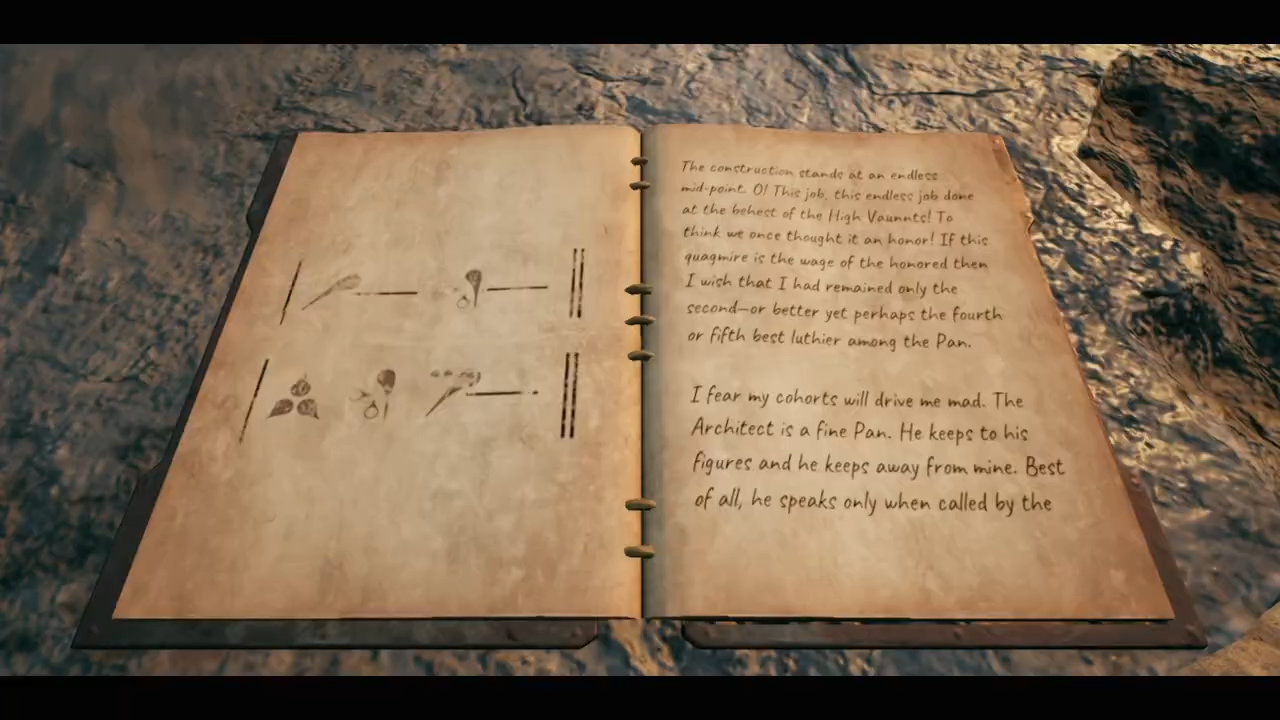 The construction stands at an endless
mid-point. O! This job, this endless job done
at the behest of the High Vaunnts! To
think we once thought it an honor! If this
quagmire is the wage of the honored then
I wish that I had remained only the
second—or better yet perhaps the fourth
or fifth best luthier among the Pan.
I fear my cohorts will drive me mad. The
Architect is a fine Pan. He keeps to his
figures and he keeps away from mine. Best
of all, he speaks only when called by the